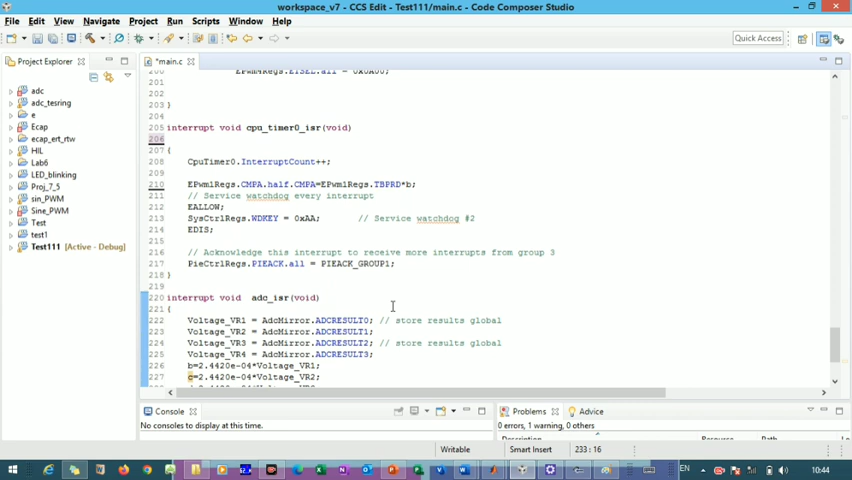 workspace_v7 - CCS Edit - Test111/main.c - Code Composer Studio
File Edit View Navigate Project Run Scripts Window Help
Quick Access
Project Explorer
*main.c
adc
adc_tesring
e
Ecap
ecap_ert_rtw
HIL
Lab6
LED_blinking
Proj_7_5
sin_PWM
Sine_PWM
Test
test1
Test111 [Active - Debug]
200 EPwm4Regs.ETSEL.all = 0x0A00;
201
202
203 }
204
205 interrupt void cpu_timer0_isr(void)
206
207 {
208 CpuTimer0.InterruptCount++;
209
210 EPwm1Regs.CMPA.half.CMPA=EPwm1Regs.TBPRD*b;
211 // Service watchdog every interrupt
212 EALLOW;
213 SysCtrlRegs.WDKEY = 0xAA; // Service watchdog #2
214 EDIS;
215
216 // Acknowledge this interrupt to receive more interrupts from group 3
217 PieCtrlRegs.PIEACK.all = PIEACK_GROUP1;
218 }
219
220 interrupt void adc_isr(void)
221 {
222 Voltage_VR1 = AdcMirror.ADCRESULT0; // store results global
223 Voltage_VR2 = AdcMirror.ADCRESULT1;
224 Voltage_VR3 = AdcMirror.ADCRESULT2; // store results global
225 Voltage_VR4 = AdcMirror.ADCRESULT3;
226 b=2.4420e-04*Voltage_VR1;
227 c=2.4420e-04*Voltage_VR2;
Console
No consoles to display at this time.
Problems Advice
0 errors, 1 warning, 0 others
Description Resource Path
Writable Smart Insert 233 : 16
EN 10:44